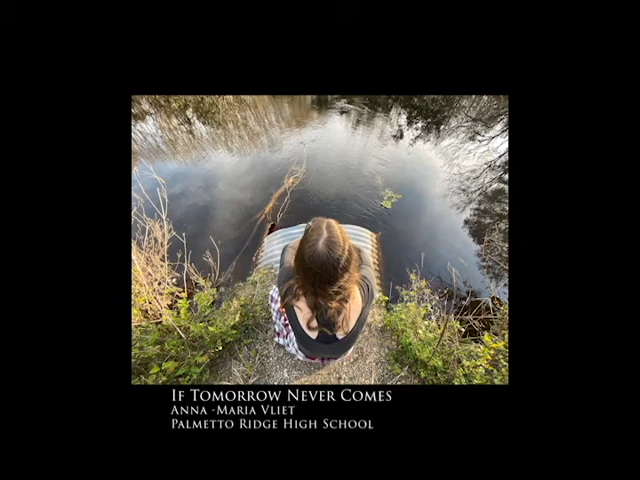 If Tomorrow Never Comes
Anna -Maria Vliet
Palmetto Ridge High School